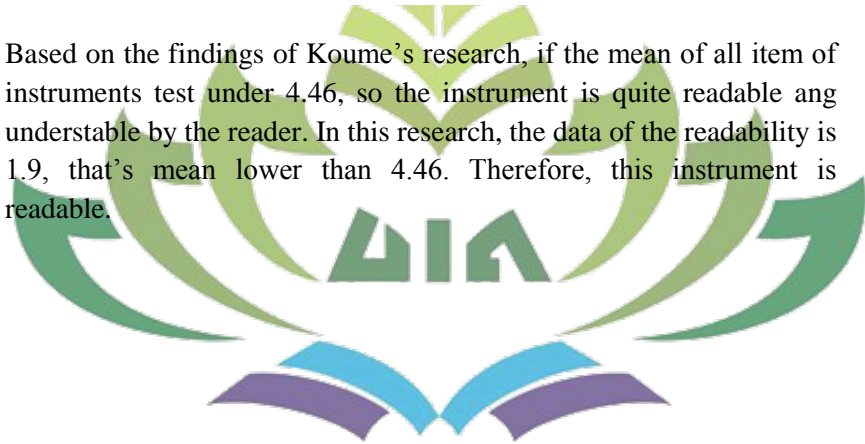 Based on the findings of Koume's research, if the mean of all item of
instruments test under 4.46, so the instrument is quite readable ang
understable by the reader. In this research, the data of the readability is
1.9, that's mean lower than 4.46. Therefore, this instrument is
readable.
UIN